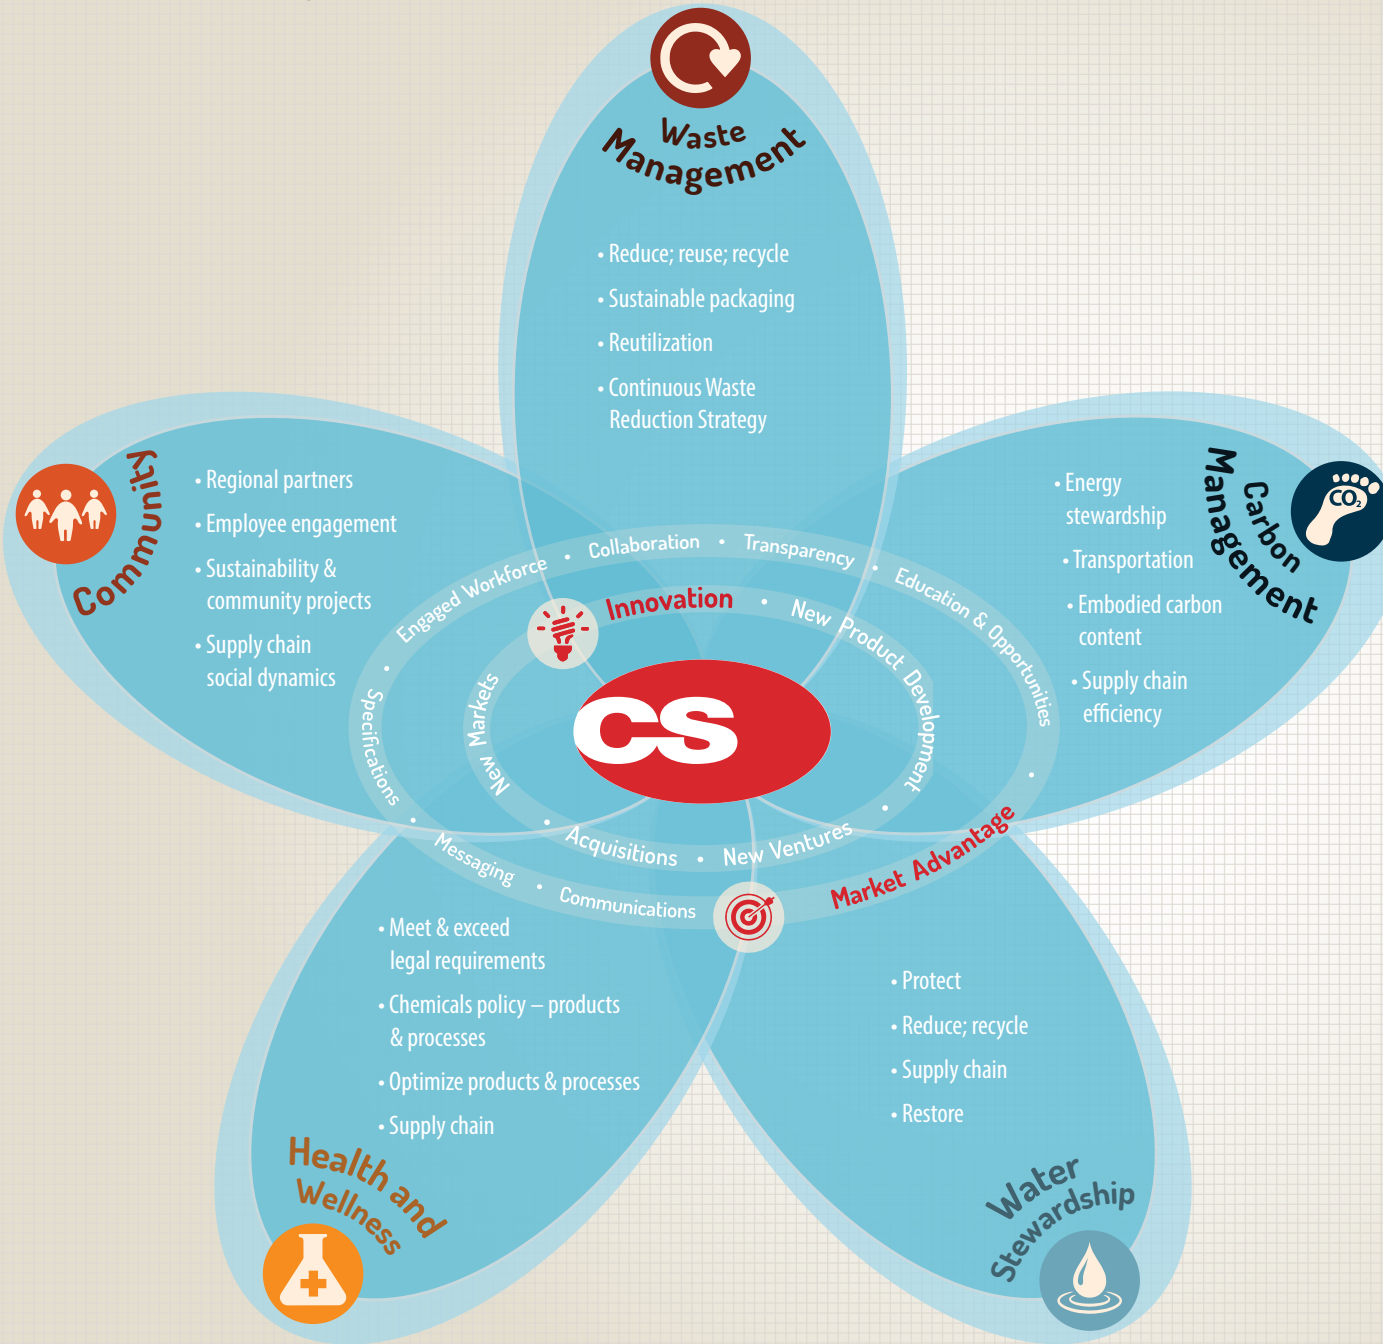 Waste
Management
• Reduce; reuse; recycle
• Sustainable packaging
• Reutilization
• Continuous Waste
Reduction Strategy
Community
• Regional partners
• Employee engagement
• Sustainability &
community projects
• Supply chain
social dynamics
Carbon
Management
CO2
• Energy
stewardship
• Transportation
• Embodied carbon
content
• Supply chain
efficiency
Specifications • Engaged Workforce • Collaboration • Transparency • Education & Opportunities •
Market Advantage
Communications
• Messaging •
Innovation • New Product Development •
New Ventures
• Acquisitions •
New Markets
CS
• Meet & exceed
legal requirements
• Chemicals policy – products
& processes
• Optimize products & processes
• Supply chain
Health and
Wellness
• Protect
• Reduce; recycle
• Supply chain
• Restore
Water
Stewardship